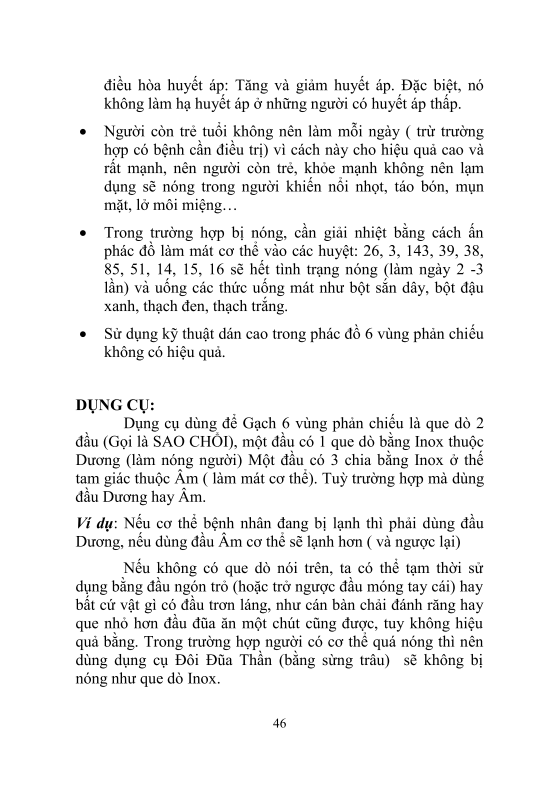 điều hòa huyết áp: Tăng và giảm huyết áp. Đặc biệt, nó
không làm hạ huyết áp ở những người có huyết áp thấp.
• Người còn trẻ tuổi không nên làm mỗi ngày ( trừ trường
hợp có bệnh cần điều trị) vì cách này cho hiệu quả cao và
rất mạnh, nên người còn trẻ, khỏe mạnh không nên lạm
dụng sẽ nóng trong người khiến nổi nhọt, táo bón, mụn
mặt, lở môi miệng…
• Trong trường hợp bị nóng, cần giải nhiệt bằng cách ấn
phác đồ làm mát cơ thể vào các huyệt: 26, 3, 143, 39, 38,
85, 51, 14, 15, 16 sẽ hết tình trạng nóng (làm ngày 2 -3
lần) và uống các thức uống mát như bột sắn dây, bột đậu
xanh, thạch đen, thạch trắng.
• Sử dụng kỹ thuật dán cao trong phác đồ 6 vùng phản chiếu
không có hiệu quả.
DỤNG CỤ:
Dụng cụ dùng để Gạch 6 vùng phản chiếu là que dò 2
đầu (Gọi là SAO CHỔI), một đầu có 1 que dò bằng Inox thuộc
Dương (làm nóng người) Một đầu có 3 chia bằng Inox ở thế
tam giác thuộc Âm ( làm mát cơ thể). Tuỳ trường hợp mà dùng
đầu Dương hay Âm.
Ví dụ: Nếu cơ thể bệnh nhân đang bị lạnh thì phải dùng đầu
Dương, nếu dùng đầu Âm cơ thể sẽ lạnh hơn ( và ngược lại)
Nếu không có que dò nói trên, ta có thể tạm thời sử
dụng bằng đầu ngón trỏ (hoặc trở ngược đầu móng tay cái) hay
bất cứ vật gì có đầu trơn láng, như cán bàn chải đánh răng hay
que nhỏ hơn đầu đũa ăn một chút cũng được, tuy không hiệu
quả bằng. Trong trường hợp người có cơ thể quá nóng thì nên
dùng dụng cụ Đôi Đũa Thần (bằng sừng trâu) sẽ không bị
nóng như que dò Inox.
46